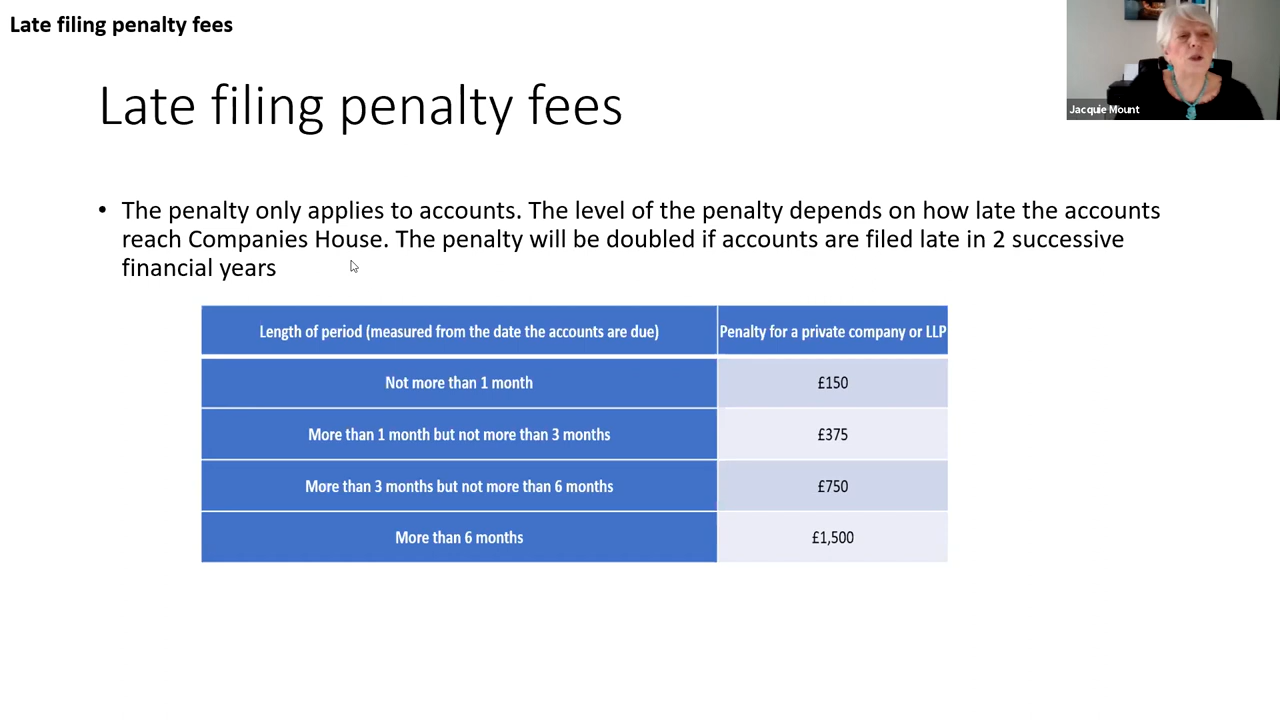 Late filing penalty fees
Jacquie Mount
Late filing penalty fees
• The penalty only applies to accounts. The level of the penalty depends on how late the accounts
reach Companies House. The penalty will be doubled if accounts are filed late in 2 successive
financial years
Length of period (measured from the date the accounts are due) Penalty for a private company or LLP
Not more than 1 month £150
More than 1 month but not more than 3 months £375
More than 3 months but not more than 6 months £750
More than 6 months £1,500